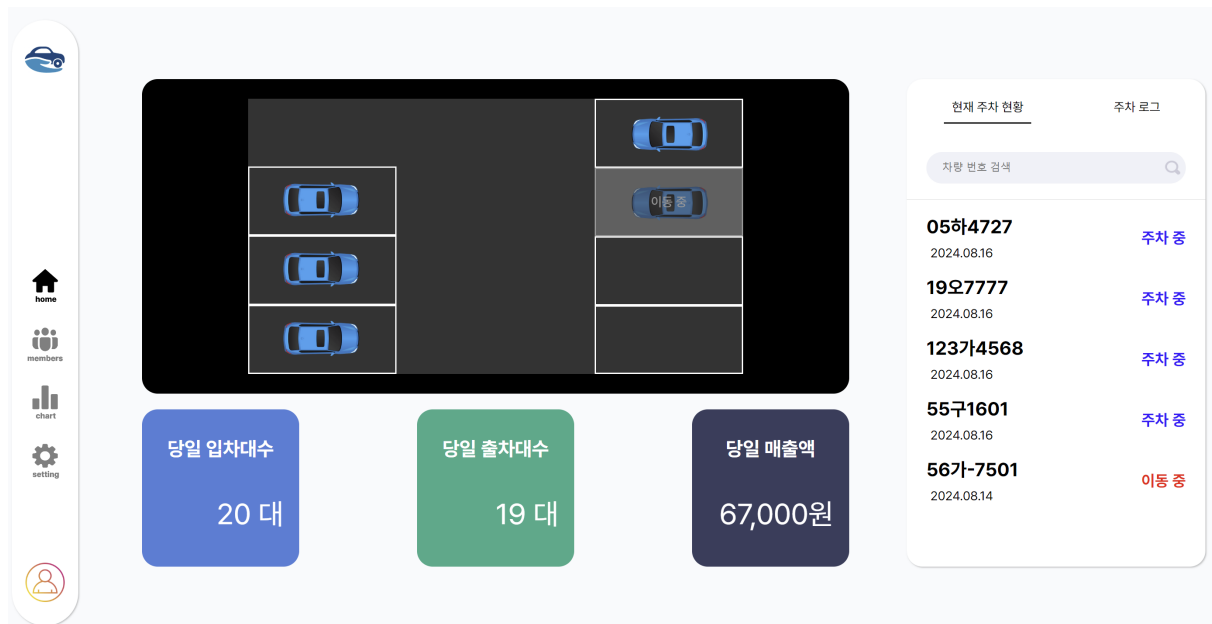 home
members
chart
setting
이동 중
당일 입차대수
20 대
당일 출차대수
19 대
당일 매출액
67,000원
현재 주차 현황
주차 로그
차량 번호 검색
05하4727
2024.08.16
주차 중
19오7777
2024.08.16
주차 중
123가4568
2024.08.16
주차 중
55구1601
2024.08.16
주차 중
56가-7501
2024.08.14
이동 중